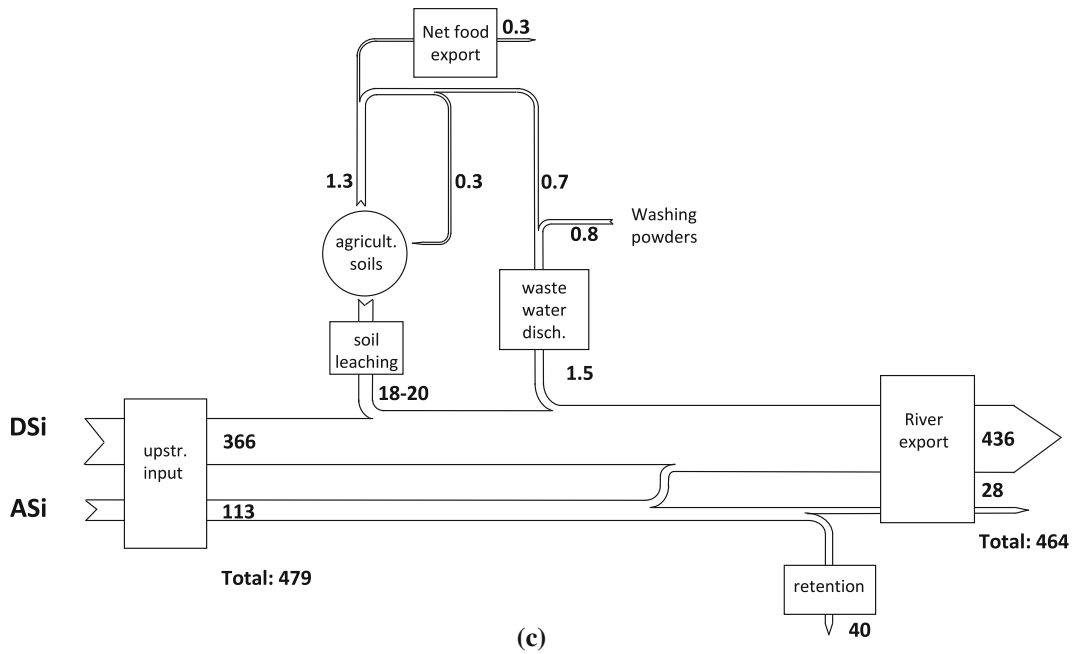 Net food
export
0.3
1.3
0.3
0.7
Washing
powders
0.8
agricult.
soils
waste
water
disch.
soil
leaching
1.5
18-20
DSi
upstr.
input
366
River
export
436
ASi
113
28
Total: 464
Total: 479
retention
40
(c)